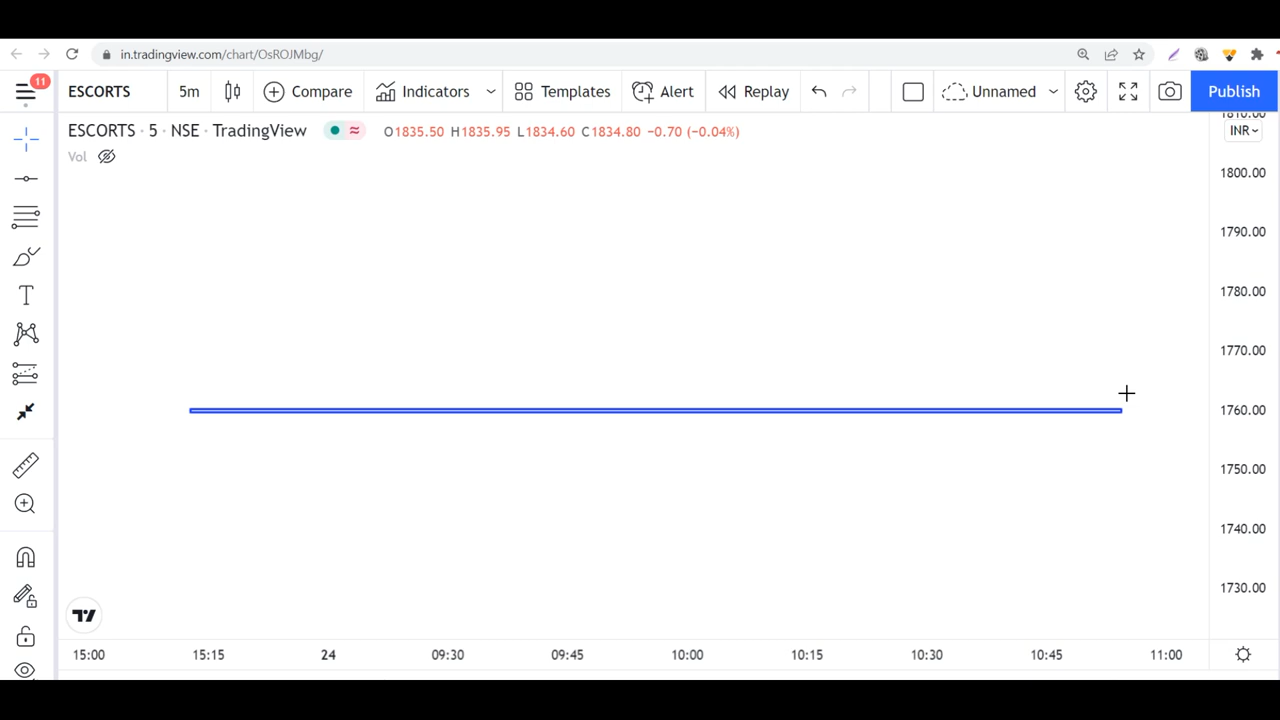 in.tradingview.com/chart/OsROJMbg/
11
ESCORTS 5m Compare Indicators Templates Alert Replay Unnamed Publish
ESCORTS · 5 · NSE · TradingView O1835.50 H1835.95 L1834.60 C1834.80 −0.70 (−0.04%)
Vol
1810.00
INR
1800.00
1790.00
1780.00
1770.00
1760.00
1750.00
1740.00
1730.00
15:00 15:15 24 09:30 09:45 10:00 10:15 10:30 10:45 11:00